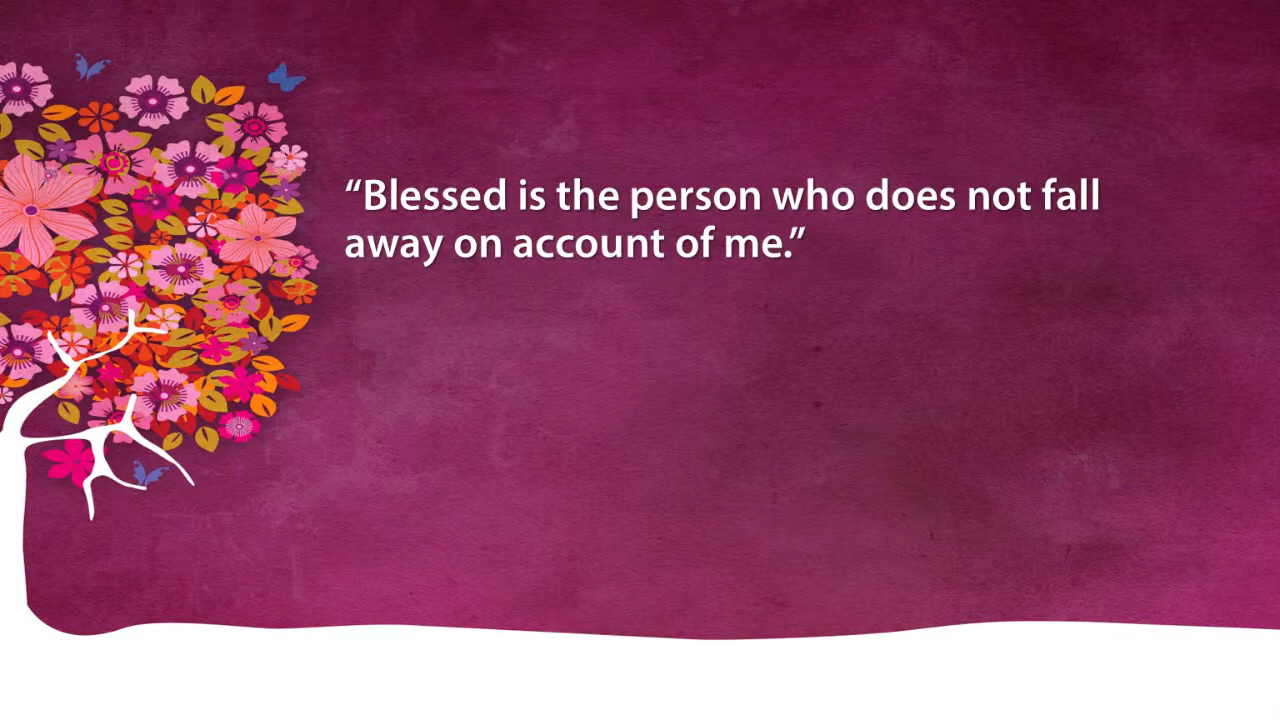 “Blessed is the person who does not fall
away on account of me.”